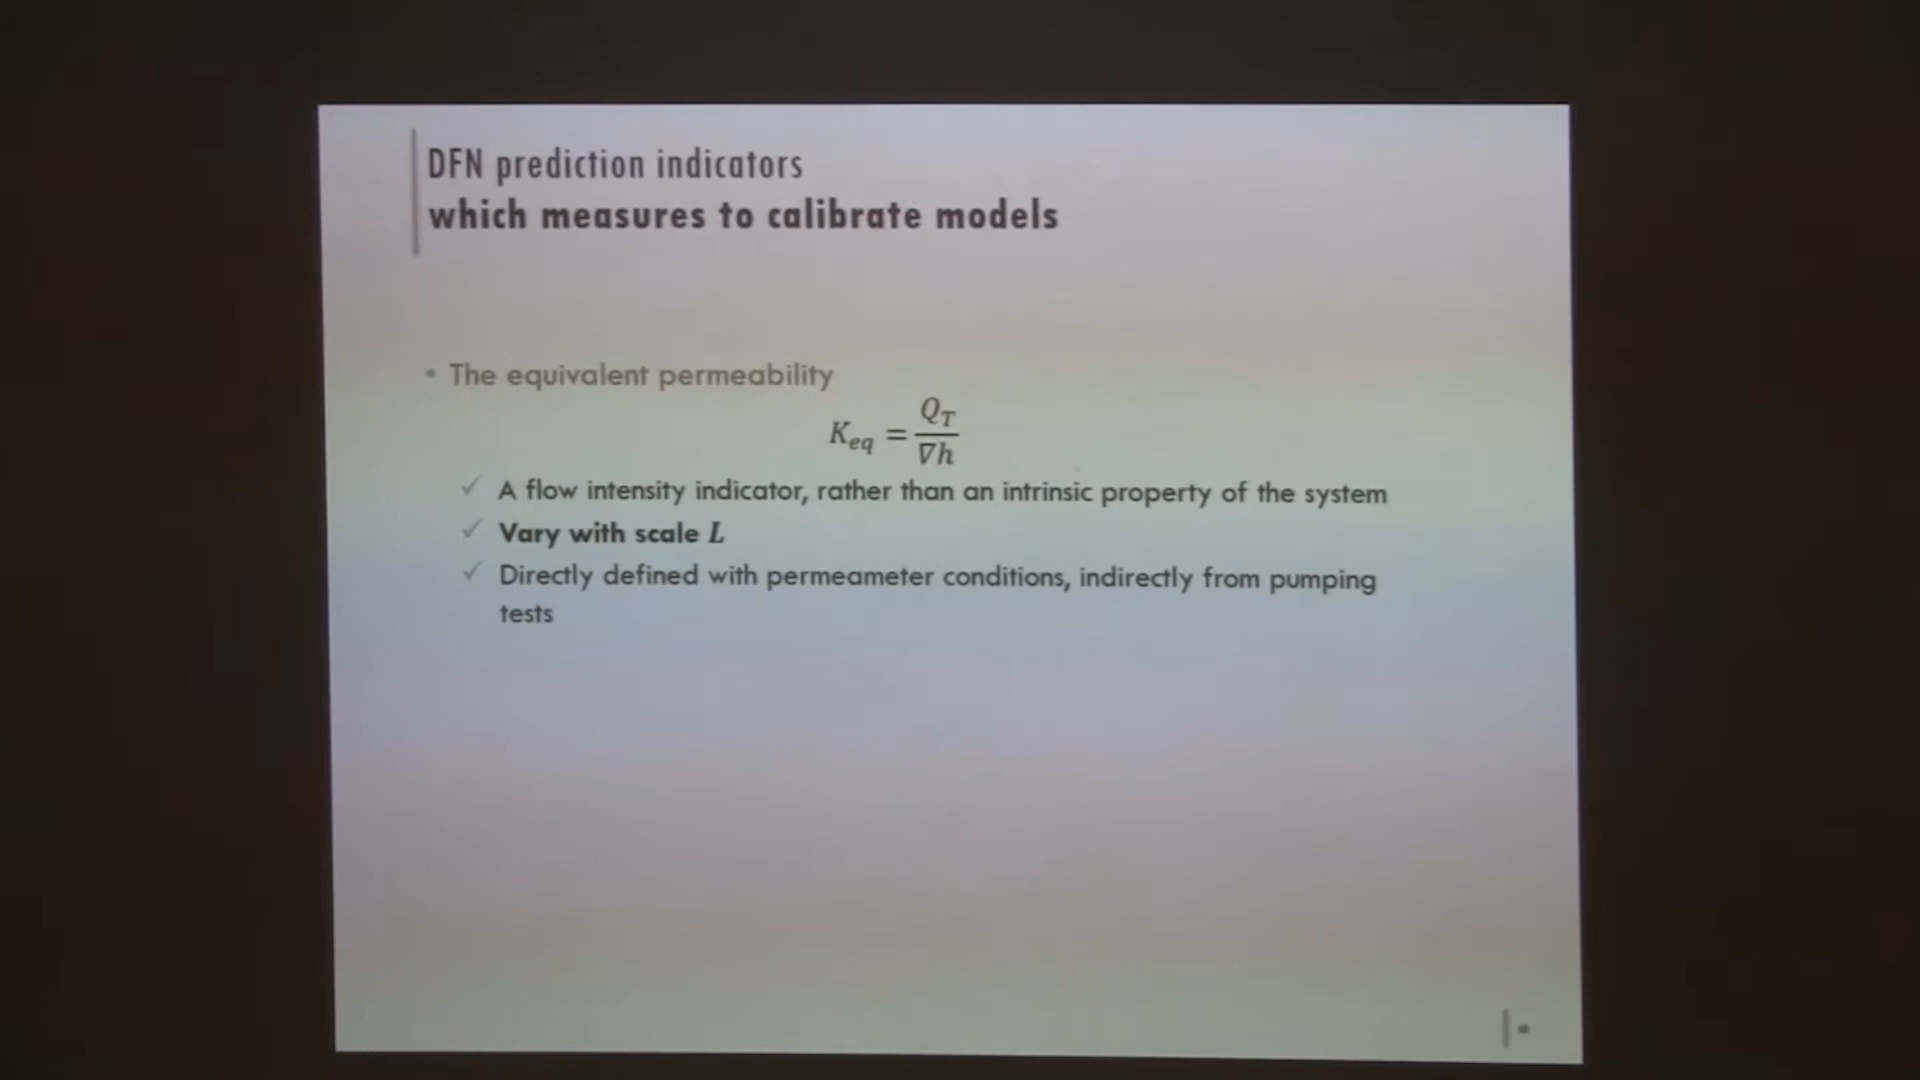 DFN prediction indicators
which measures to calibrate models
• The equivalent permeability
K_eq = Q_T / ∇h
✓ A flow intensity indicator, rather than an intrinsic property of the system
✓ Vary with scale L
✓ Directly defined with permeameter conditions, indirectly from pumping
tests